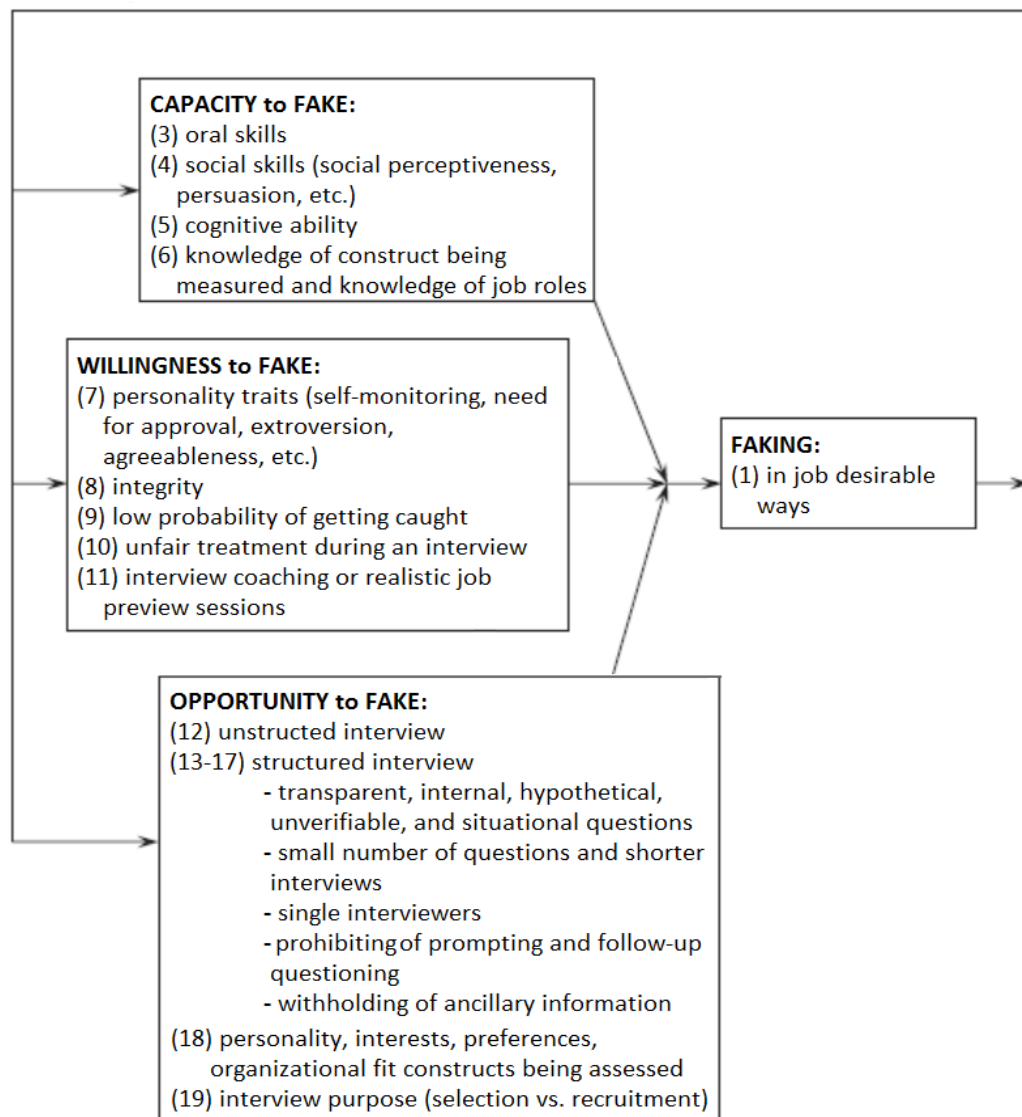 CAPACITY to FAKE:
(3) oral skills
(4) social skills (social perceptiveness,
persuasion, etc.)
(5) cognitive ability
(6) knowledge of construct being
measured and knowledge of job roles
WILLINGNESS to FAKE:
(7) personality traits (self-monitoring, need
for approval, extroversion,
agreeableness, etc.)
(8) integrity
(9) low probability of getting caught
(10) unfair treatment during an interview
(11) interview coaching or realistic job
preview sessions
FAKING:
(1) in job desirable
ways
OPPORTUNITY to FAKE:
(12) unstructed interview
(13-17) structured interview
- transparent, internal, hypothetical,
unverifiable, and situational questions
- small number of questions and shorter
interviews
- single interviewers
- prohibiting of prompting and follow-up
questioning
- withholding of ancillary information
(18) personality, interests, preferences,
organizational fit constructs being assessed
(19) interview purpose (selection vs. recruitment)